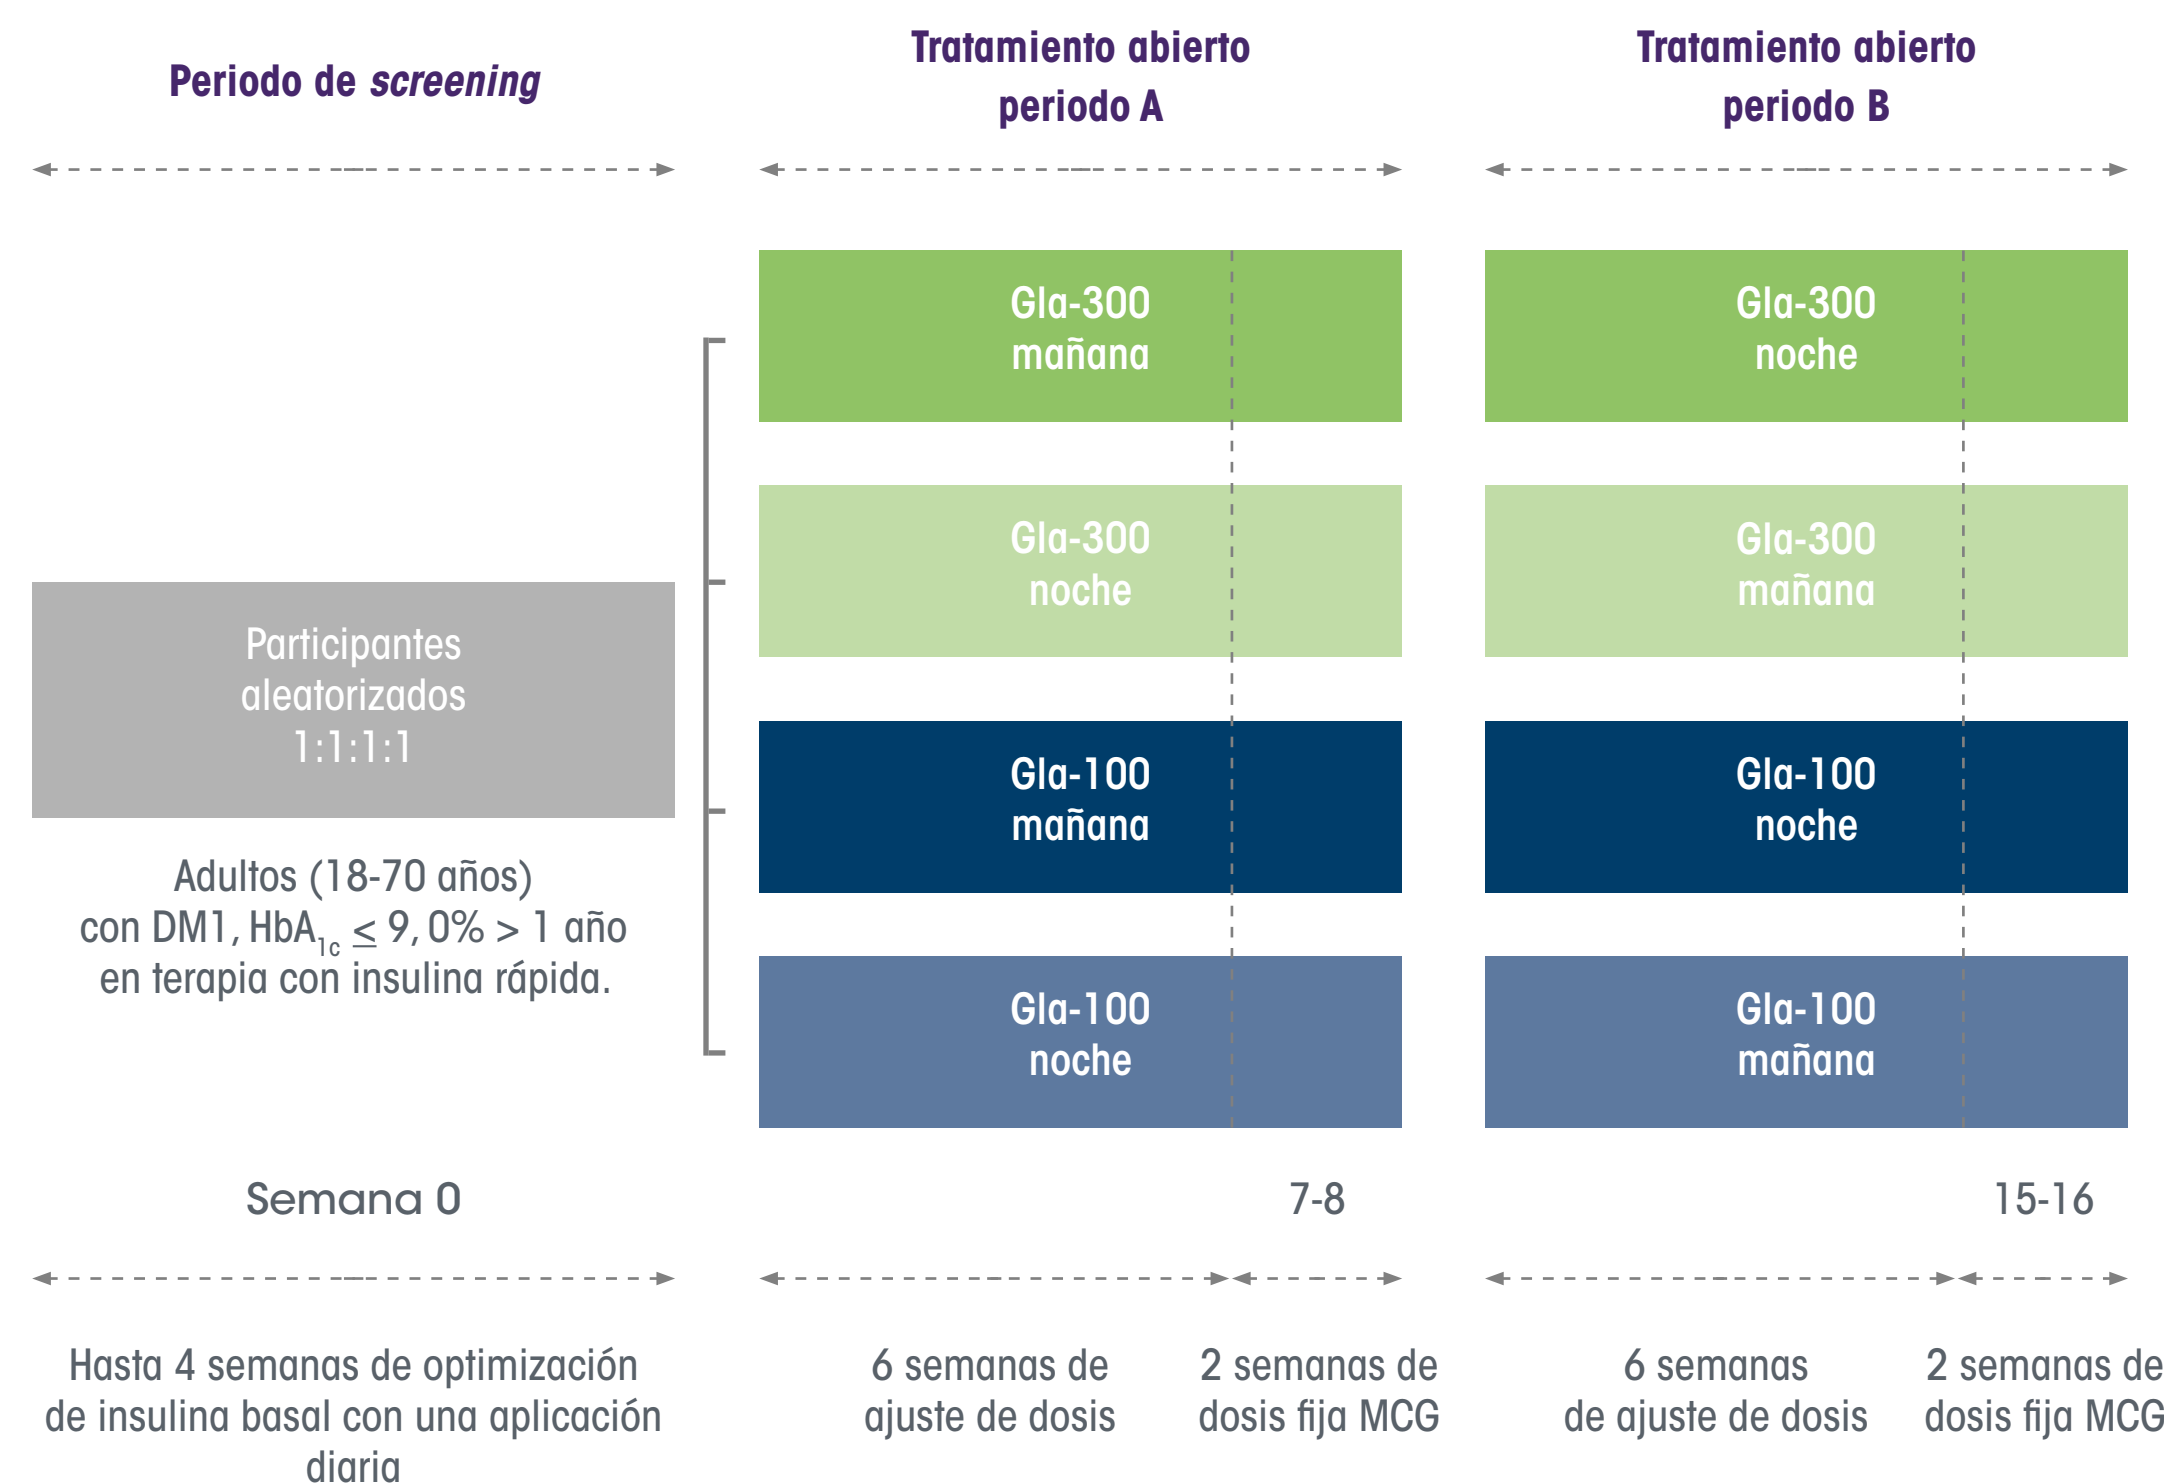 Periodo de screening
Tratamiento abierto
periodo A
Tratamiento abierto
periodo B
Participantes
aleatorizados
1:1:1:1
Adultos (18-70 años)
con DM1, HbA1c ≤ 9, 0% > 1 año
en terapia con insulina rápida.
Gla-300
mañana
Gla-300
noche
Gla-300
noche
Gla-300
mañana
Gla-100
mañana
Gla-100
noche
Gla-100
noche
Gla-100
mañana
Semana 0
7-8
15-16
Hasta 4 semanas de optimización
de insulina basal con una aplicación
diaria
6 semanas de
ajuste de dosis
2 semanas de
dosis fija MCG
6 semanas
de ajuste de dosis
2 semanas de
dosis fija MCG